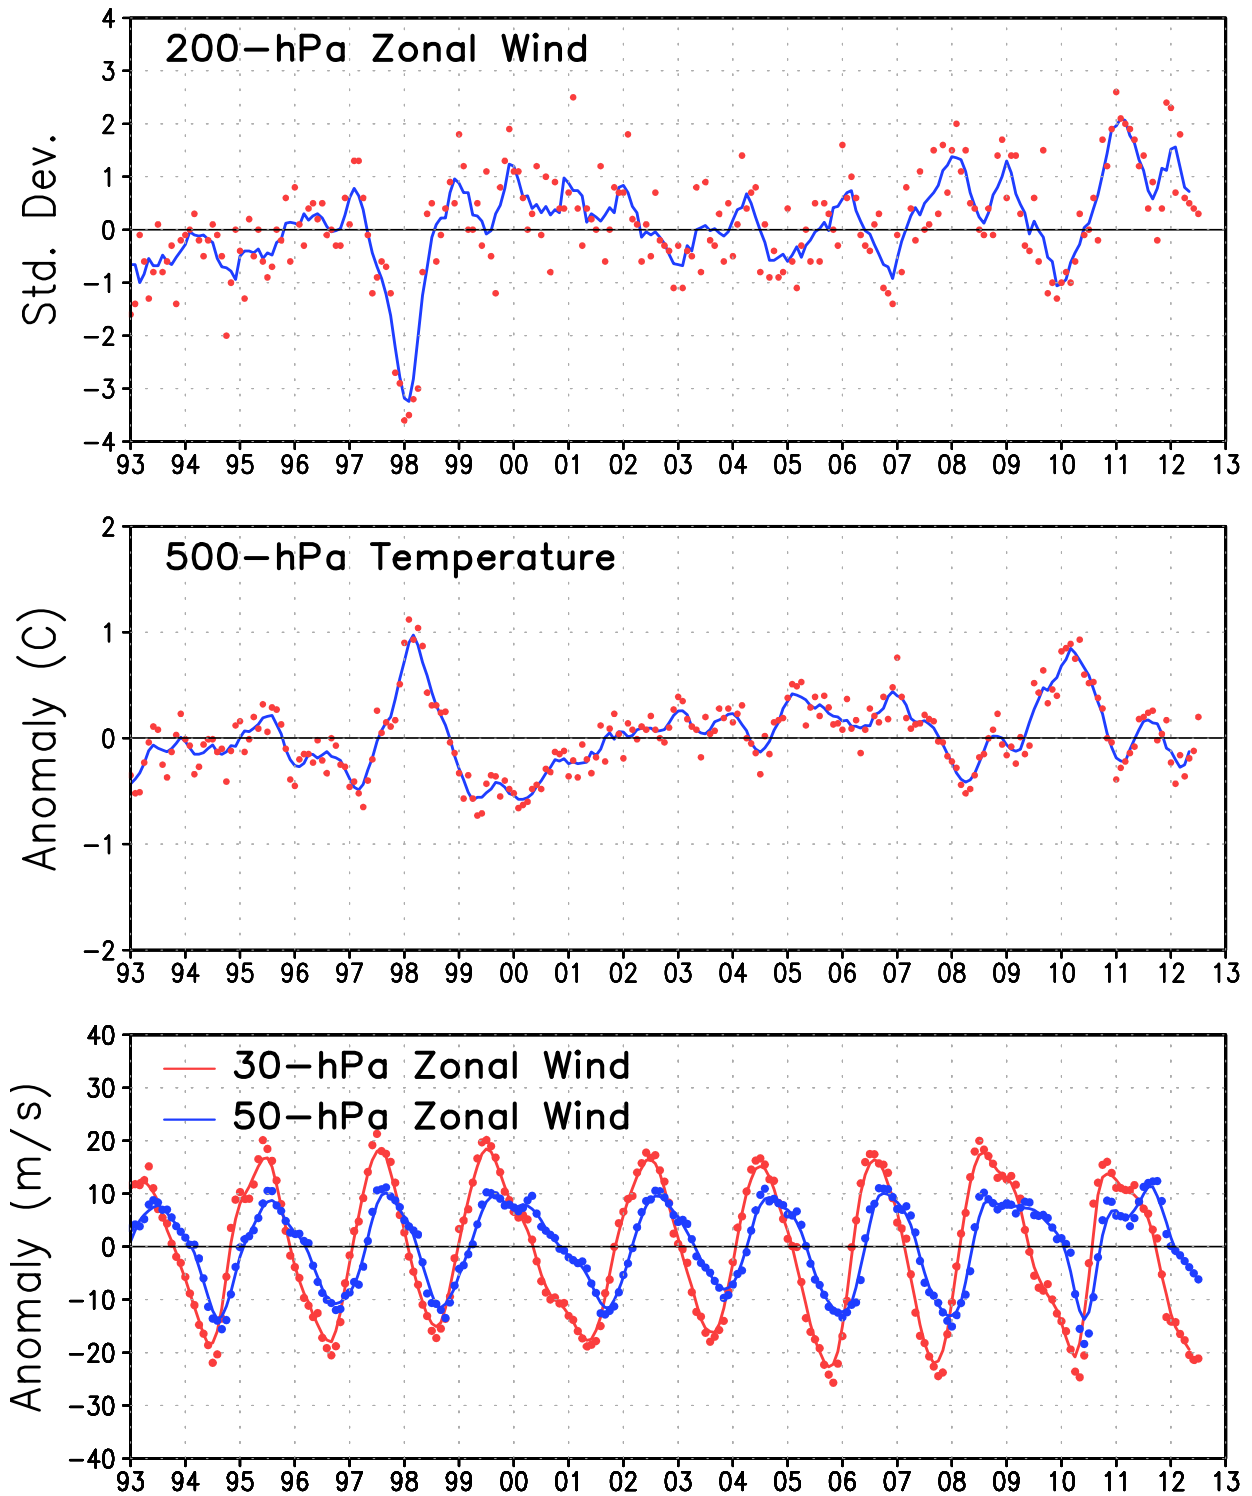 200-hPa Zonal Wind
Std. Dev.
4
3
2
1
0
-1
-2
-3
-4
93 94 95 96 97 98 99 00 01 02 03 04 05 06 07 08 09 10 11 12 13
500-hPa Temperature
Anomaly (C)
2
1
0
-1
-2
93 94 95 96 97 98 99 00 01 02 03 04 05 06 07 08 09 10 11 12 13
30-hPa Zonal Wind
50-hPa Zonal Wind
Anomaly (m/s)
40
30
20
10
0
-10
-20
-30
-40
93 94 95 96 97 98 99 00 01 02 03 04 05 06 07 08 09 10 11 12 13